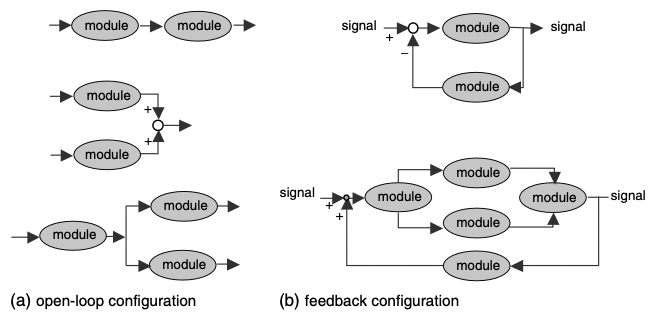 module module
signal module signal
+
−
module
module
+
+
module
module
module
module
module
signal module module signal
+
+
module
module
(a) open-loop configuration
(b) feedback configuration